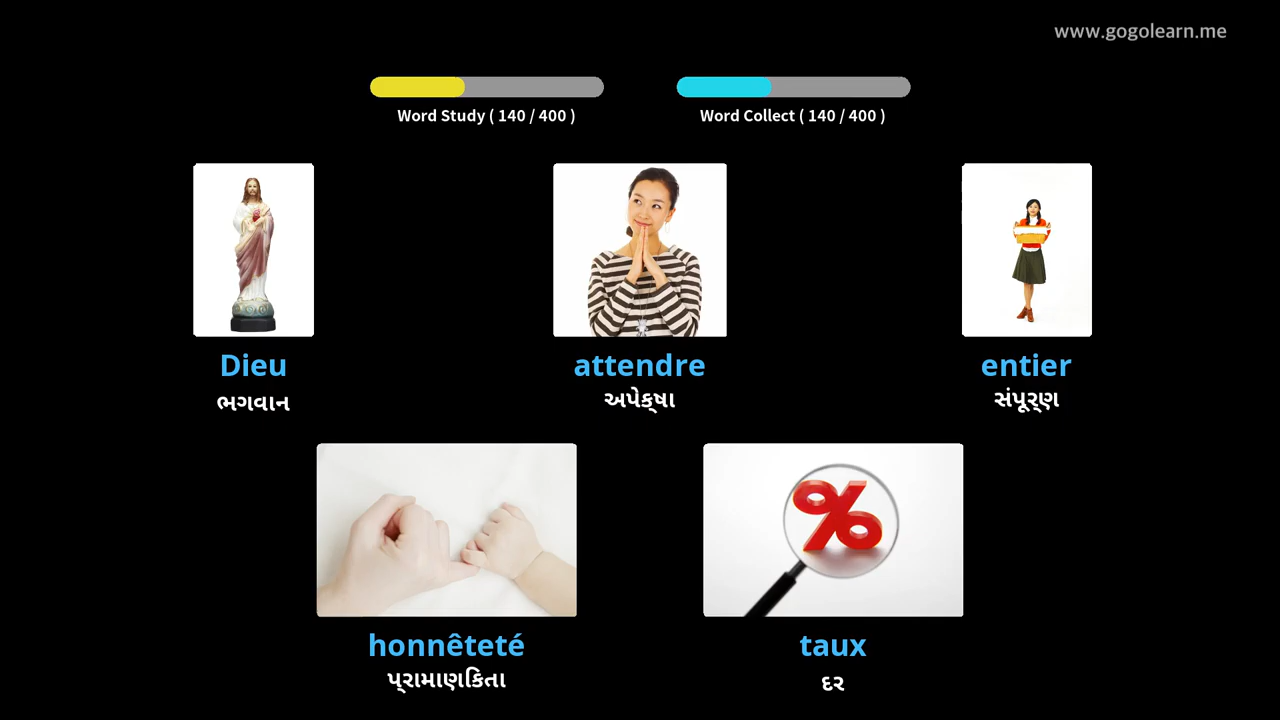 www.gogolearn.me
Word Study ( 140 / 400 )
Word Collect ( 140 / 400 )
Dieu
ભગવાન
attendre
અપેક્ષા
entier
સંપૂર્ણ
honnêteté
પ્રામાણિકતા
taux
દર
%